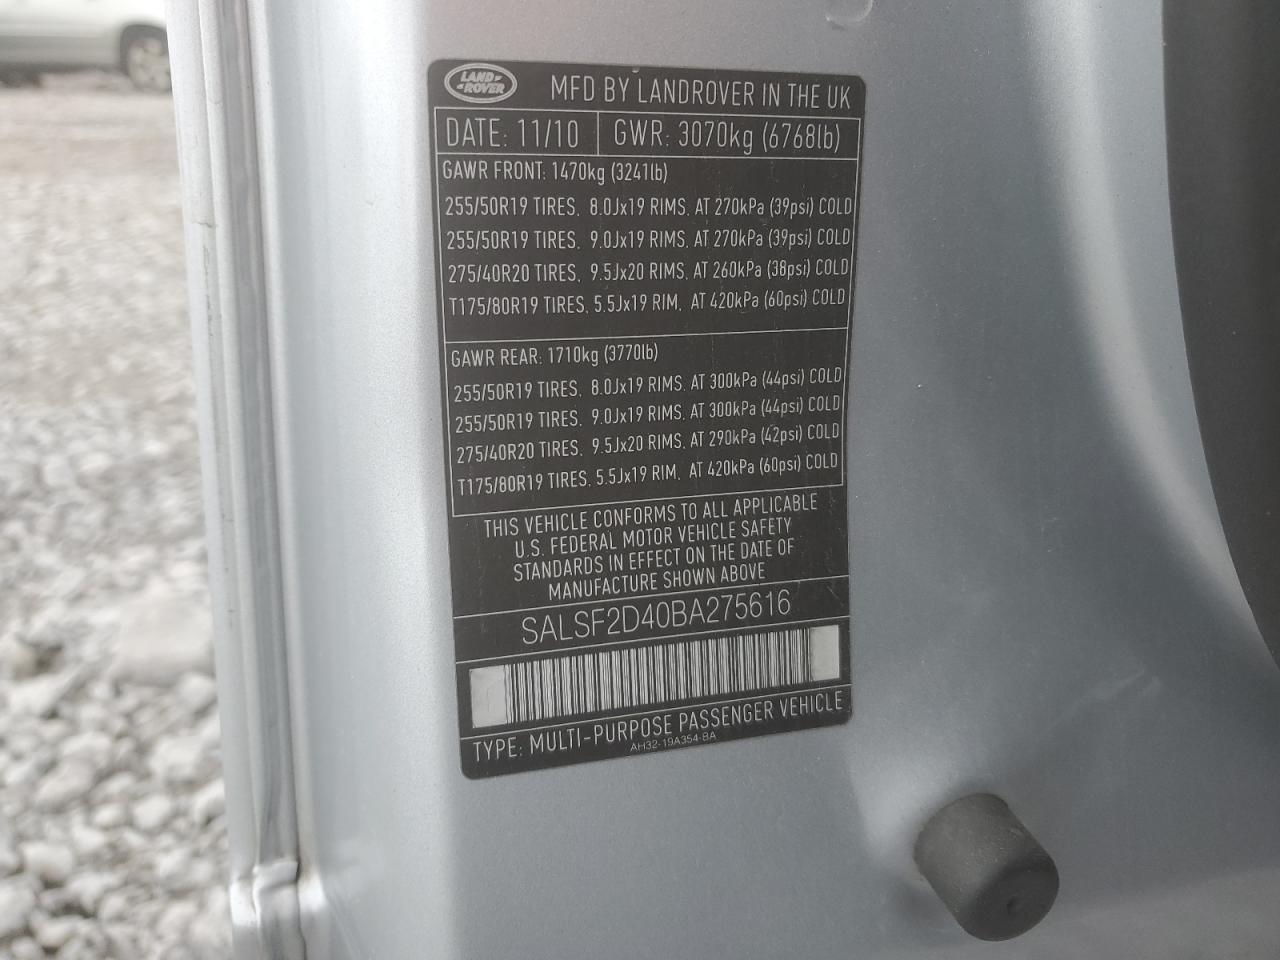 LAND ROVER
MFD BY LANDROVER IN THE UK
DATE: 11/10 GWR: 3070kg (6768lb)
GAWR FRONT: 1470kg (3241lb)
255/50R19 TIRES, 8.0Jx19 RIMS, AT 270kPa (39psi) COLD
255/50R19 TIRES, 9.0Jx19 RIMS, AT 270kPa (39psi) COLD
275/40R20 TIRES, 9.5Jx20 RIMS, AT 260kPa (38psi) COLD
T175/80R19 TIRES, 5.5Jx19 RIM, AT 420kPa (60psi) COLD
GAWR REAR: 1710kg (3770lb)
255/50R19 TIRES, 8.0Jx19 RIMS, AT 300kPa (44psi) COLD
255/50R19 TIRES, 9.0Jx19 RIMS, AT 300kPa (44psi) COLD
275/40R20 TIRES, 9.5Jx20 RIMS, AT 290kPa (42psi) COLD
T175/80R19 TIRES, 5.5Jx19 RIM, AT 420kPa (60psi) COLD
THIS VEHICLE CONFORMS TO ALL APPLICABLE
U.S. FEDERAL MOTOR VEHICLE SAFETY
STANDARDS IN EFFECT ON THE DATE OF
MANUFACTURE SHOWN ABOVE
SALSF2D40BA275616
TYPE: MULTI-PURPOSE PASSENGER VEHICLE
AH32-19A354-BA